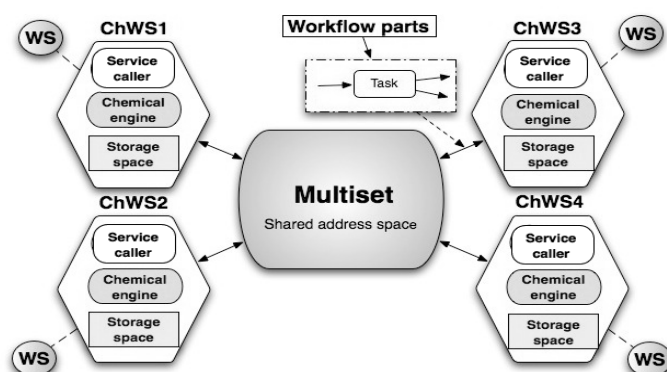 WS
ChWS1
Service
caller
Chemical
engine
Storage
space
Workflow parts
Task
WS
ChWS3
Service
caller
Chemical
engine
Storage
space
Multiset
Shared address space
ChWS2
Service
caller
Chemical
engine
Storage
space
WS
ChWS4
Service
caller
Chemical
engine
Storage
space
WS